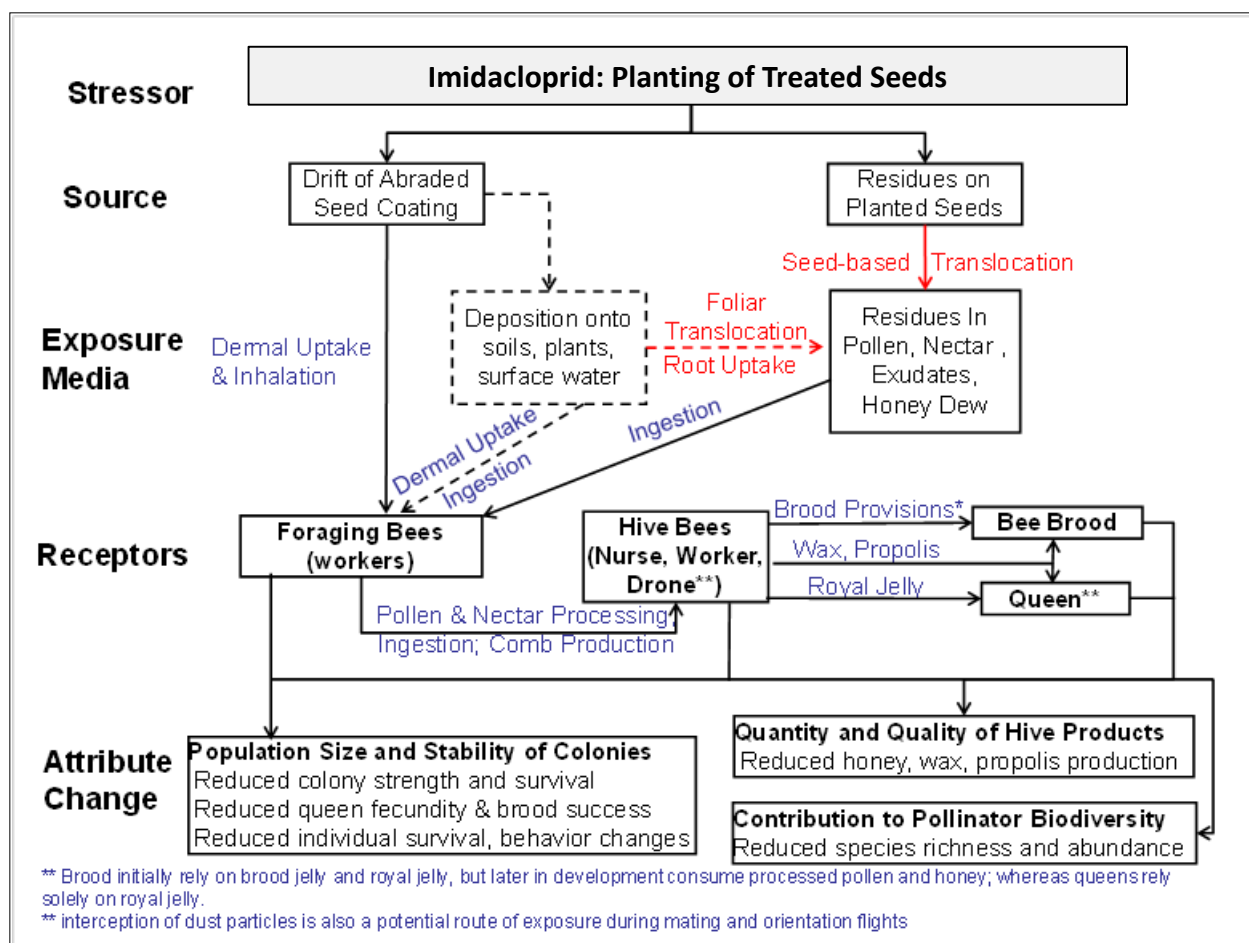 Stressor
Imidacloprid: Planting of Treated Seeds
Source
Drift of Abraded
Seed Coating
Residues on
Planted Seeds
Seed-based Translocation
Exposure
Media
Dermal Uptake
& Inhalation
Deposition onto
soils, plants,
surface water
Foliar
Translocation
Root Uptake
Residues In
Pollen, Nectar ,
Exudates,
Honey Dew
Dermal Uptake
Ingestion
Ingestion
Receptors
Foraging Bees
(workers)
Hive Bees
(Nurse, Worker,
Drone**)
Brood Provisions*
Wax, Propolis
Royal Jelly
Bee Brood
Queen**
Pollen & Nectar Processing;
Ingestion; Comb Production
Attribute
Change
Population Size and Stability of Colonies
Reduced colony strength and survival
Reduced queen fecundity & brood success
Reduced individual survival, behavior changes
Quantity and Quality of Hive Products
Reduced honey, wax, propolis production
Contribution to Pollinator Biodiversity
Reduced species richness and abundance
** Brood initially rely on brood jelly and royal jelly, but later in development consume processed pollen and honey; whereas queens rely
solely on royal jelly.
** interception of dust particles is also a potential route of exposure during mating and orientation flights